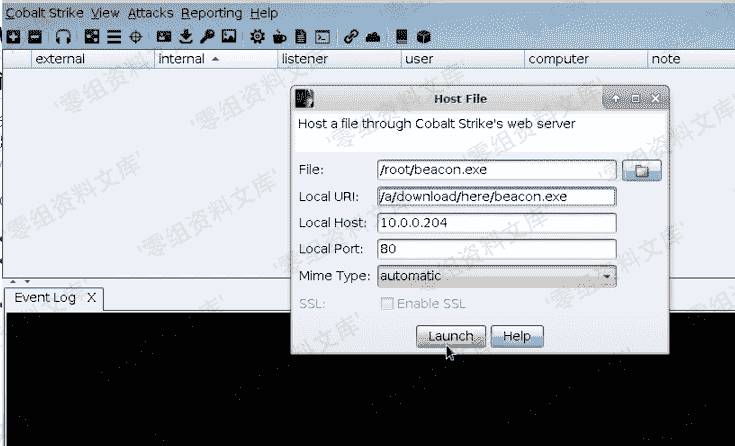 Cobalt Strike View Attacks Reporting Help
external internal listener user computer note
Host File
Host a file through Cobalt Strike's web server
File: /root/beacon.exe
Local URI: /a/download/here/beacon.exe
Local Host: 10.0.0.204
Local Port: 80
Mime Type: automatic
SSL: Enable SSL
Launch Help
Event Log X
'零组资料文库'